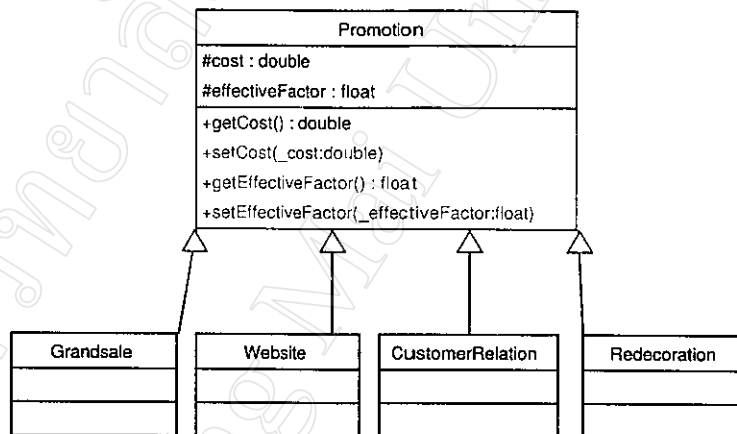 Promotion
#cost : double
#effectiveFactor : float
+getCost() : double
+setCost(_cost:double)
+getEffectiveFactor() : float
+setEffectiveFactor(_effectiveFactor:float)
Grandsale
Website
CustomerRelation
Redecoration